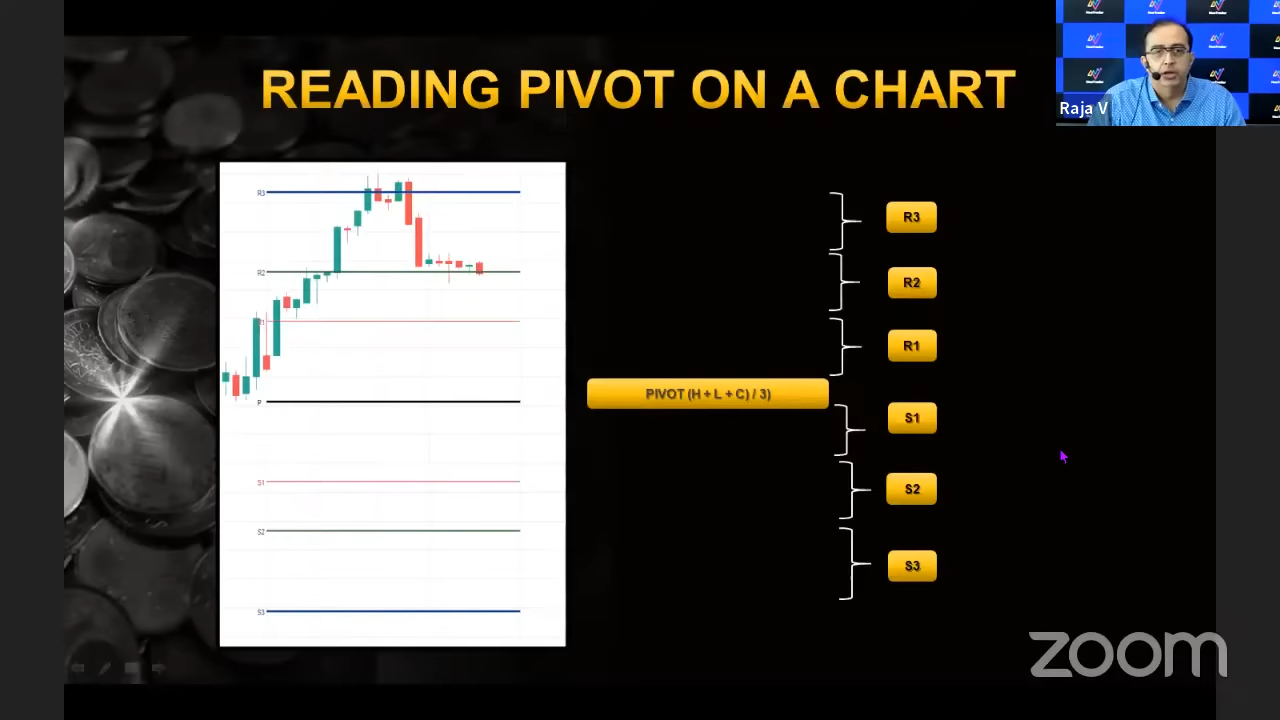 READING PIVOT ON A CHART
Raja V
R3
R2
R1
P
S1
S2
S3
PIVOT (H + L + C) / 3)
R3
R2
R1
S1
S2
S3
zoom